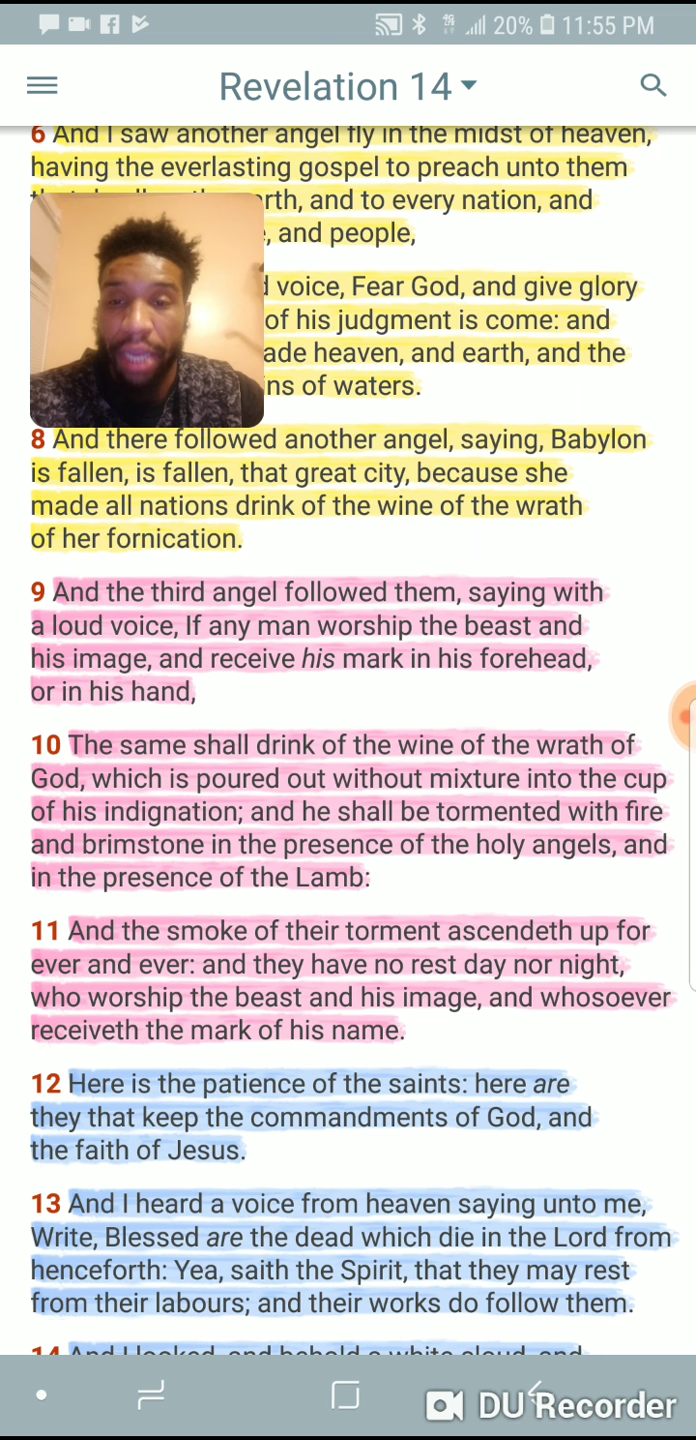 20% 11:55 PM
Revelation 14
6 And I saw another angel fly in the midst of heaven,
having the everlasting gospel to preach unto them
and to every nation, and
, and people,
voice, Fear God, and give glory
of his judgment is come: and
heaven, and earth, and the
of waters.
8 And there followed another angel, saying, Babylon
is fallen, is fallen, that great city, because she
made all nations drink of the wine of the wrath
of her fornication.
9 And the third angel followed them, saying with
a loud voice, If any man worship the beast and
his image, and receive his mark in his forehead,
or in his hand,
10 The same shall drink of the wine of the wrath of
God, which is poured out without mixture into the cup
of his indignation; and he shall be tormented with fire
and brimstone in the presence of the holy angels, and
in the presence of the Lamb:
11 And the smoke of their torment ascendeth up for
ever and ever: and they have no rest day nor night,
who worship the beast and his image, and whosoever
receiveth the mark of his name.
12 Here is the patience of the saints: here are
they that keep the commandments of God, and
the faith of Jesus.
13 And I heard a voice from heaven saying unto me,
Write, Blessed are the dead which die in the Lord from
henceforth: Yea, saith the Spirit, that they may rest
from their labours; and their works do follow them.
14 And I looked, and behold a white cloud, and
DU Recorder